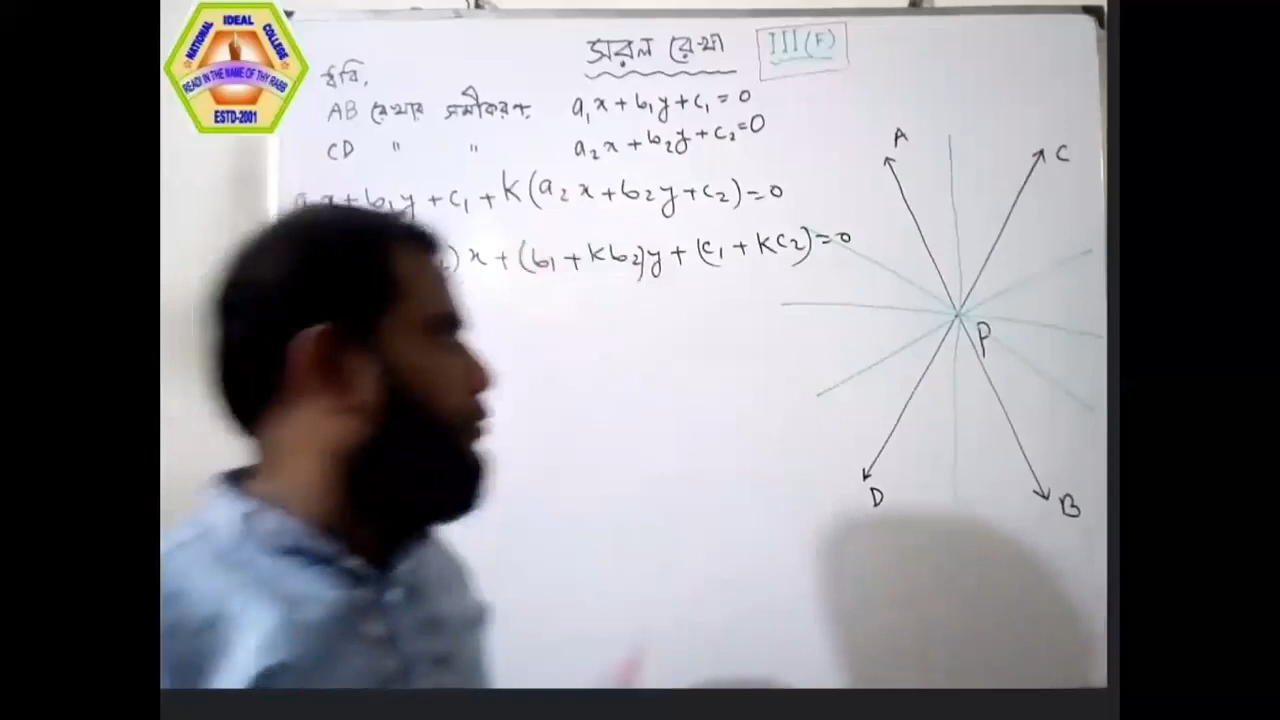 NATIONAL IDEAL COLLEGE
READ IN THE NAME OF THY RABB
ESTD-2001
সরল রেখা
III(F)
ধরি,
AB রেখার সমীকরণ, a₁x + b₁y + c₁ = 0
CD " " a₂x + b₂y + c₂ = 0
a₁x + b₁y + c₁ + k(a₂x + b₂y + c₂) = 0
)x + (b₁ + kb₂)y + (c₁ + kc₂) = 0
A
C
P
D
B